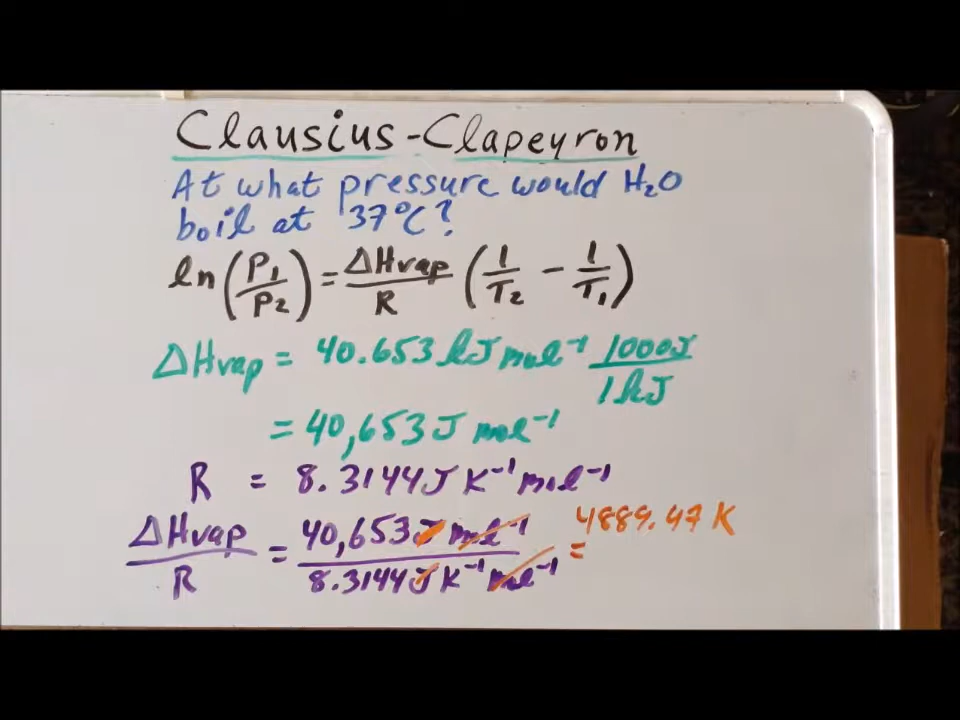 Clausius-Clapeyron
At what pressure would H₂O
boil at 37°C?
ln(P₁/P₂) = ΔHvap/R (1/T₂ - 1/T₁)
ΔHvap = 40.653 kJ mol⁻¹ 1000J/1kJ
= 40,653 J mol⁻¹
R = 8.3144 J K⁻¹ mol⁻¹
ΔHvap/R = 40,653 J mol⁻¹/8.3144 J K⁻¹ mol⁻¹ = 4889.47 K